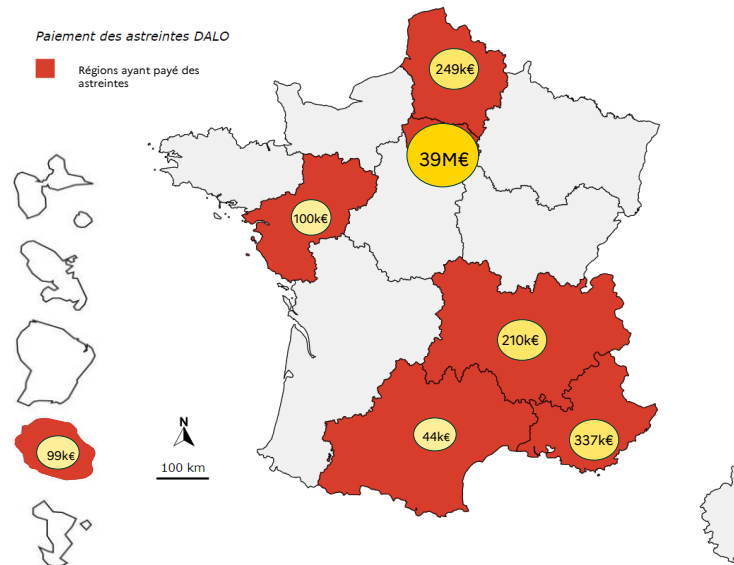 Paiement des astreintes DALO
Régions ayant payé des
astreintes
249k€
39M€
100k€
210k€
44k€
337k€
99k€
N
100 km